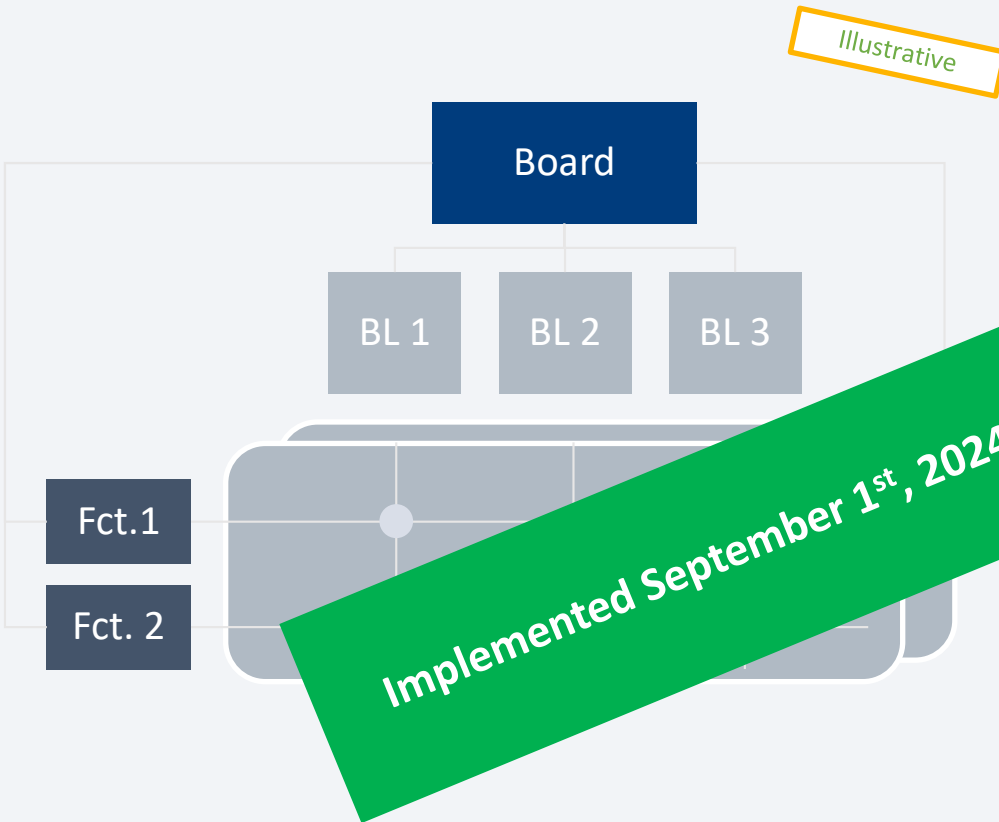 Illustrative
Board
BL 1
BL 2
BL 3
Fct.1
Fct. 2
Implemented September 1st, 2024